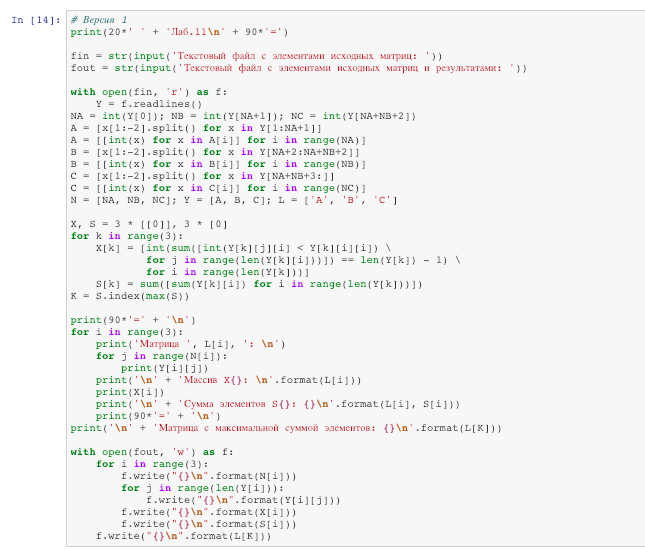 In [14]: # Версия 1
print(20*' ' + 'Лаб.11\n' + 90*'=')
fin = str(input('Текстовый файл с элементами исходных матриц: '))
fout = str(input('Текстовый файл с элементами исходных матриц и результатами: '))
with open(fin, 'r') as f:
    Y = f.readlines()
NA = int(Y[0]); NB = int(Y[NA+1]); NC = int(Y[NA+NB+2])
A = [x[1:-2].split() for x in Y[1:NA+1]]
A = [[int(x) for x in A[i]] for i in range(NA)]
B = [x[1:-2].split() for x in Y[NA+2:NA+NB+2]]
B = [[int(x) for x in B[i]] for i in range(NB)]
C = [x[1:-2].split() for x in Y[NA+NB+3:]]
C = [[int(x) for x in C[i]] for i in range(NC)]
N = [NA, NB, NC]; Y = [A, B, C]; L = ['A', 'B', 'C']
X, S = 3 * [[0]], 3 * [0]
for k in range(3):
    X[k] = [int(sum([int(Y[k][j][i] < Y[k][i][i]) \
            for j in range(len(Y[k][i]))]) == len(Y[k]) - 1) \
            for i in range(len(Y[k]))]
    S[k] = sum([sum(Y[k][i]) for i in range(len(Y[k]))])
K = S.index(max(S))
print(90*'=' + '\n')
for i in range(3):
    print('Матрица ', L[i], ': \n')
    for j in range(N[i]):
        print(Y[i][j])
    print('\n' + 'Массив X{}: \n'.format(L[i]))
    print(X[i])
    print('\n' + 'Сумма элементов S{}: {}\n'.format(L[i], S[i]))
    print(90*'=' + '\n')
print('\n' + 'Матрица с максимальной суммой элементов: {}\n'.format(L[K]))
with open(fout, 'w') as f:
    for i in range(3):
        f.write("{}\n".format(N[i]))
        for j in range(len(Y[i])):
            f.write("{}\n".format(Y[i][j]))
        f.write("{}\n".format(X[i]))
        f.write("{}\n".format(S[i]))
    f.write("{}\n".format(L[K]))